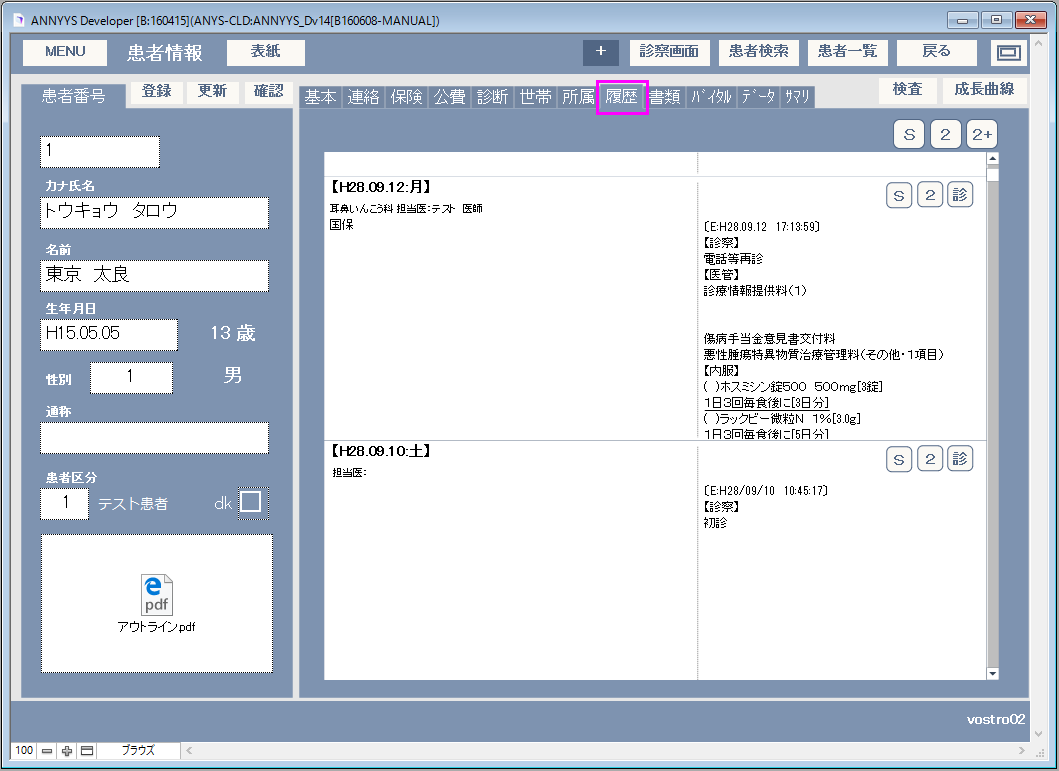 ANNYYS Developer [B:160415](ANYS-CLD:ANNYYS_Dv14[B160608-MANUAL])
MENU 患者情報 表紙 + 診察画面 患者検索 患者一覧 戻る
患者番号 登録 更新 確認 基本 連絡 保険 公費 診断 世帯 所属 履歴 書類 バイタル データ サマリ 検査 成長曲線
S 2 2+
1
カナ氏名
トウキョウ タロウ
名前
東京 太良
生年月日
H15.05.05 13 歳
性別 1 男
通称
患者区分
1 テスト患者 dk
pdf
アウトライン.pdf
【H28.09.12:月】 S 2 診
耳鼻いんこう科 担当医:テスト 医師
国保
〔E:H28.09.12 17:13:59〕
【診察】
電話等再診
【医管】
診療情報提供料(1)
傷病手当金意見書交付料
悪性腫瘍特異物質治療管理料(その他・1項目)
【内服】
( )ホスミシン錠500 500mg[3錠]
1日3回毎食後に[3日分]
( )ラックビー微粒N 1%[3.0g]
1日3回毎食後に[5日分]
【H28.09.10:土】 S 2 診
担当医:
〔E:H28/09/10 10:45:17〕
【診察】
初診
vostro02
100 ブラウズ